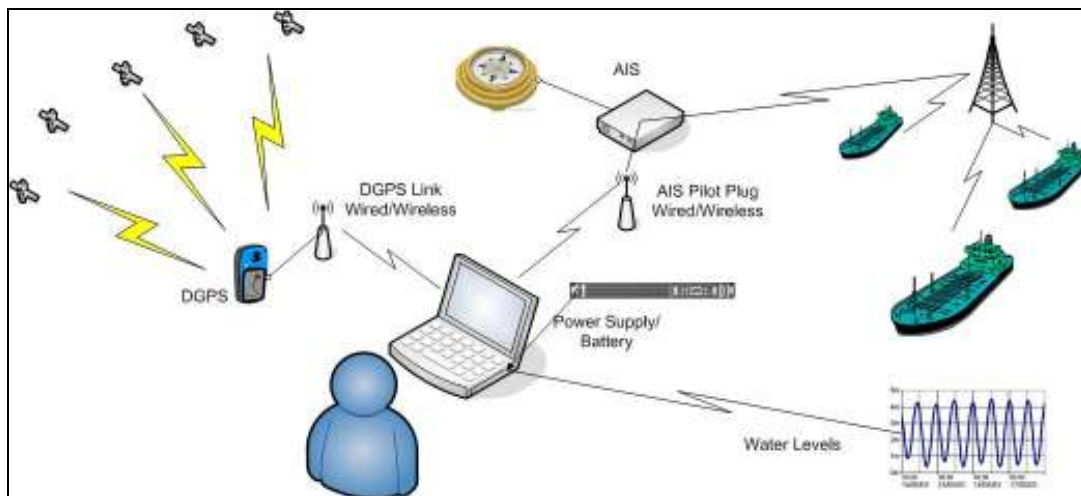 AIS
DGPS Link
Wired/Wireless
AIS Pilot Plug
Wired/Wireless
DGPS
Power Supply/
Battery
Water Levels